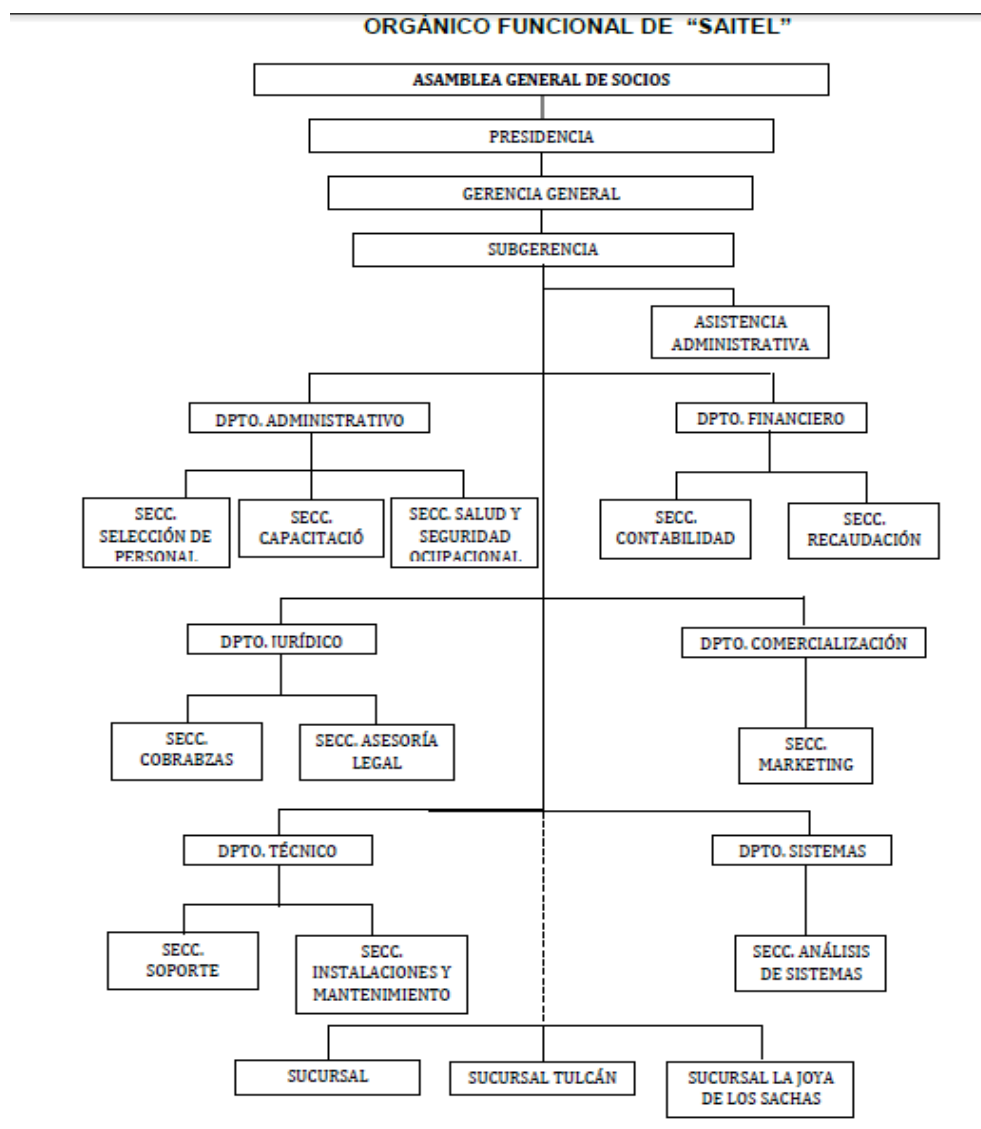 ORGÁNICO FUNCIONAL DE "SAITEL"
ASAMBLEA GENERAL DE SOCIOS
PRESIDENCIA
GERENCIA GENERAL
SUBGERENCIA
ASISTENCIA
ADMINISTRATIVA
DPTO. ADMINISTRATIVO
DPTO. FINANCIERO
SECC.
SELECCIÓN DE
PERSONAL
SECC.
CAPACITACIÓ
SECC. SALUD Y
SEGURIDAD
OCUPACIONAL
SECC.
CONTABILIDAD
SECC.
RECAUDACIÓN
DPTO. JURÍDICO
DPTO. COMERCIALIZACIÓN
SECC.
COBRABZAS
SECC. ASESORÍA
LEGAL
SECC.
MARKETING
DPTO. TÉCNICO
DPTO. SISTEMAS
SECC.
SOPORTE
SECC.
INSTALACIONES Y
MANTENIMIENTO
SECC. ANÁLISIS
DE SISTEMAS
SUCURSAL
SUCURSAL TULCÁN
SUCURSAL LA JOYA
DE LOS SACHAS